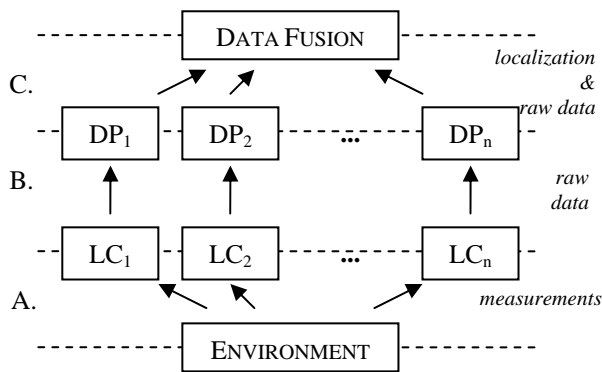 DATA FUSION
C.
localization
&
raw data
DP1 DP2 ... DPn
B.
raw
data
LC1 LC2 ... LCn
A.
measurements
ENVIRONMENT